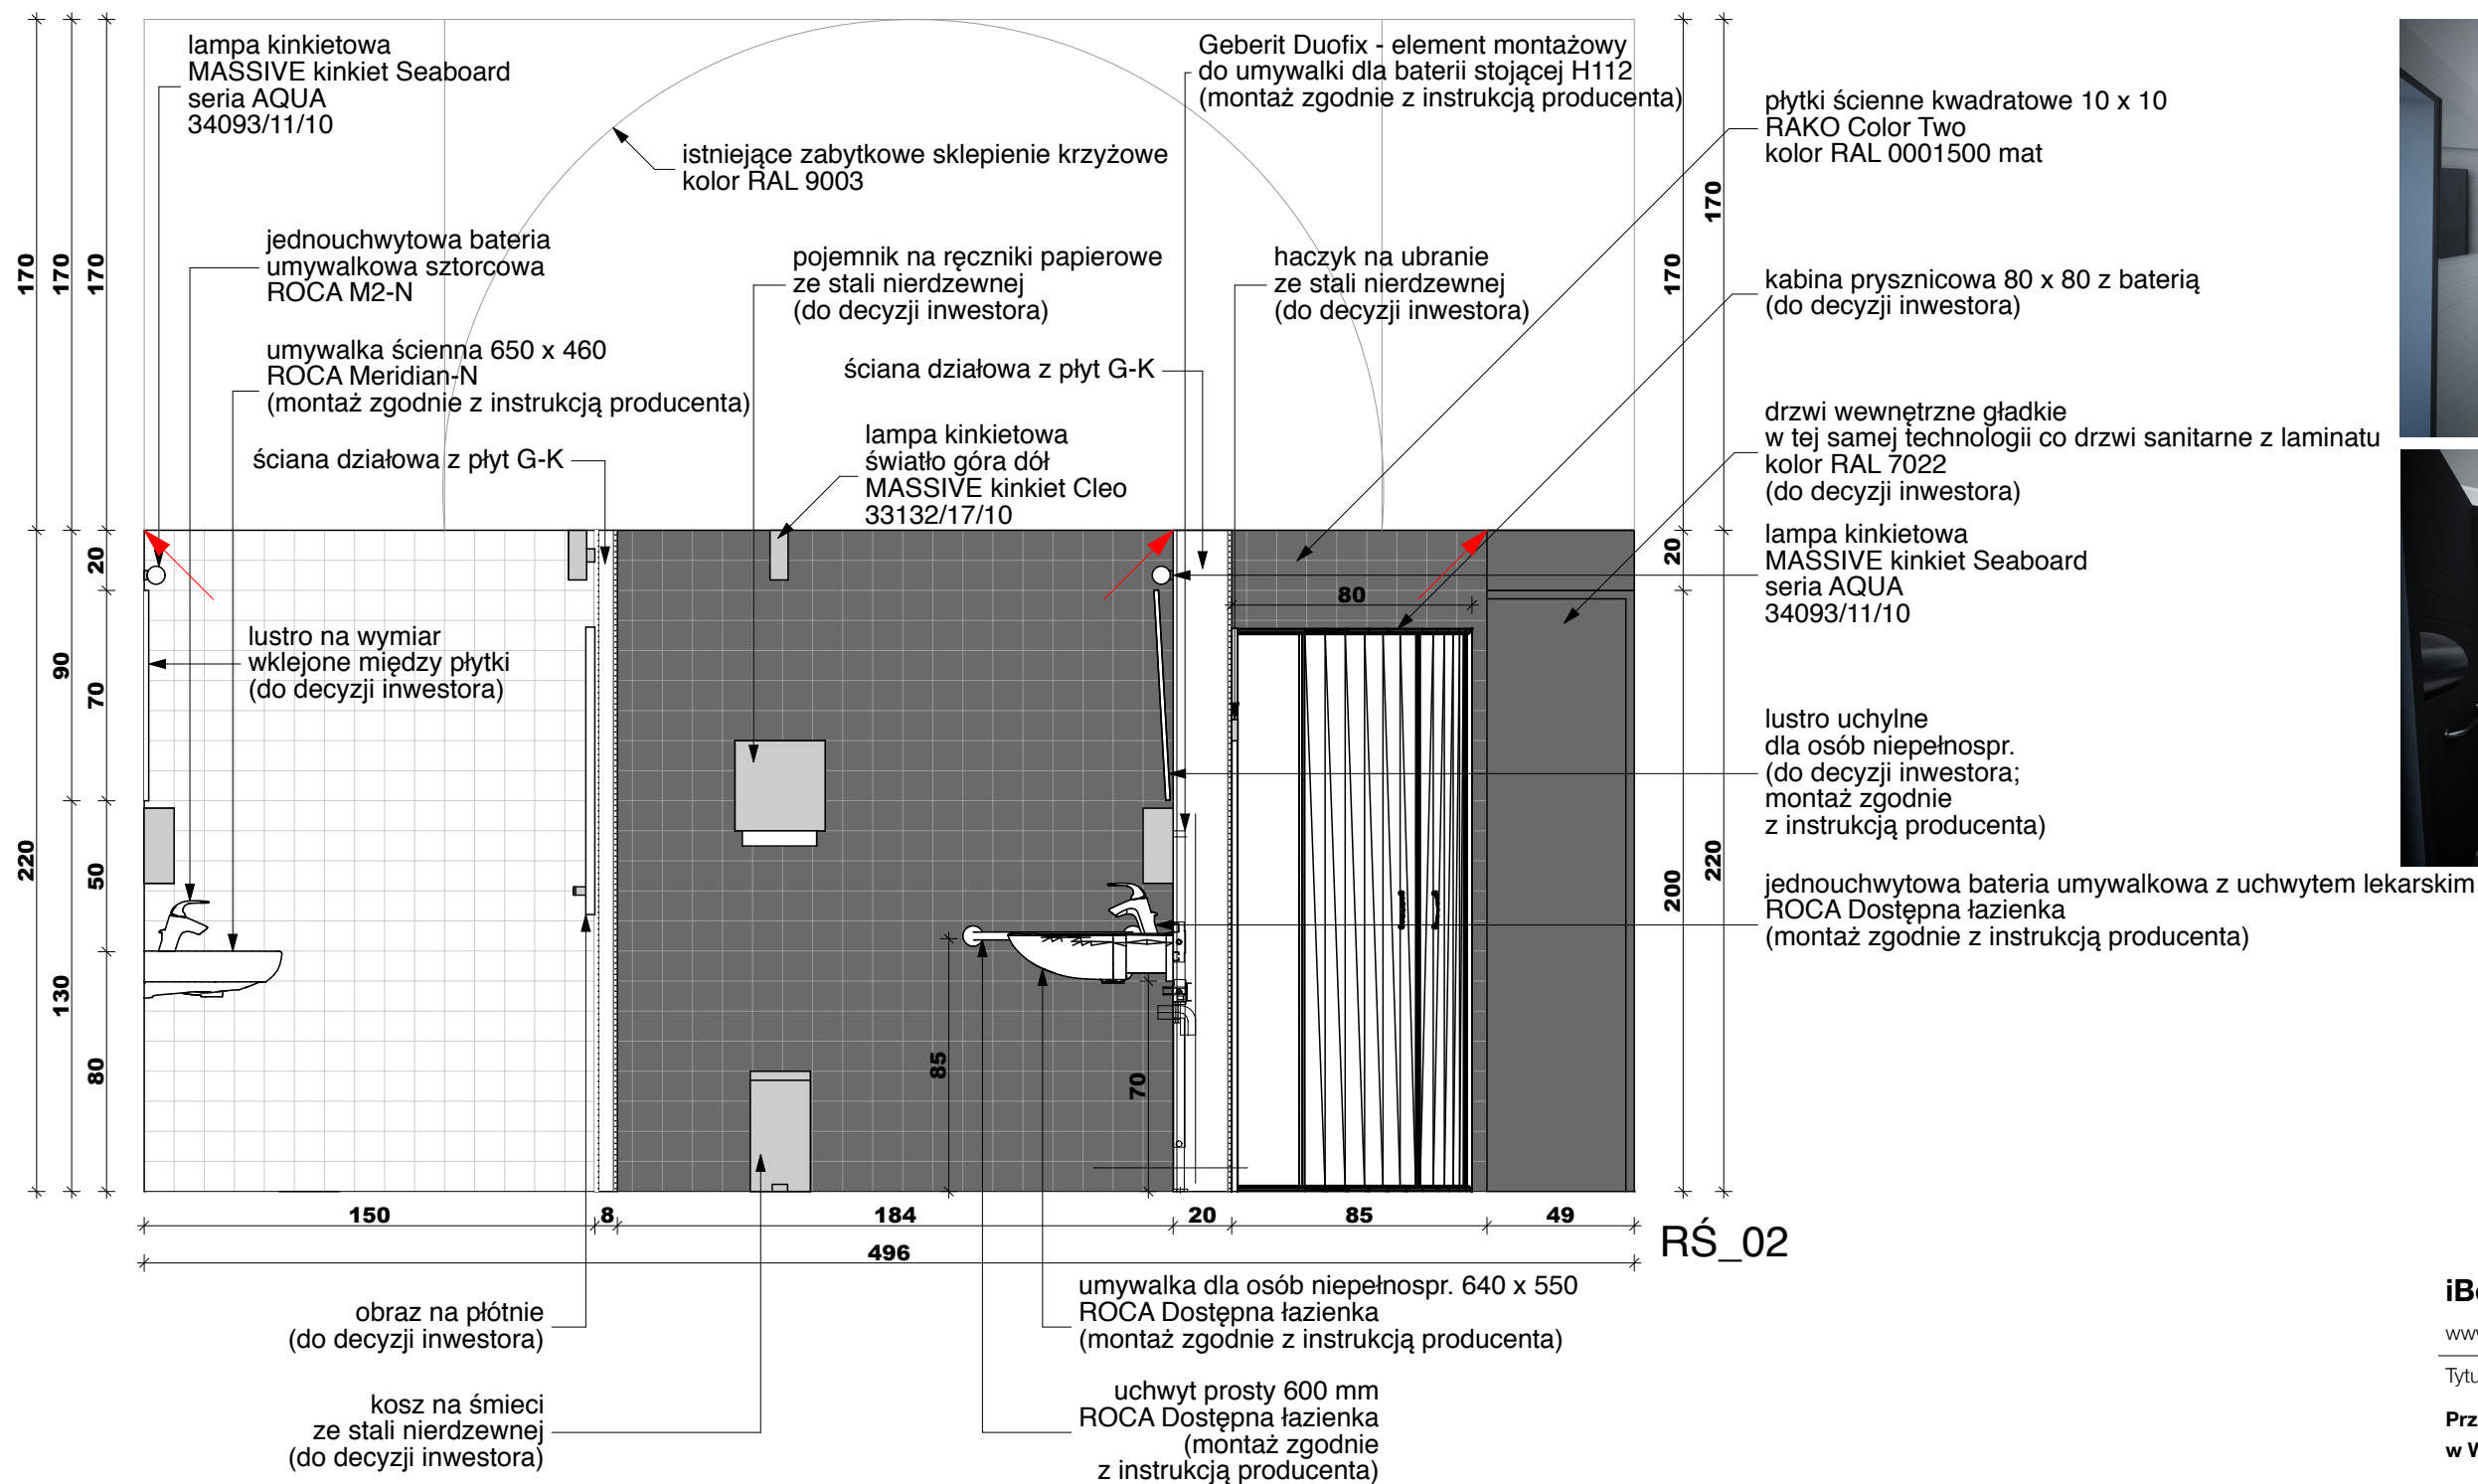 lampa kinkietowa
MASSIVE kinkiet Seaboard
seria AQUA
34093/11/10
istniejące zabytkowe sklepienie krzyżowe
kolor RAL 9003
Geberit Duofix - element montażowy
do umywalki dla baterii stojącej H112
(montaż zgodnie z instrukcją producenta)
płytki ścienne kwadratowe 10 x 10
RAKO Color Two
kolor RAL 0001500 mat
jednouchwytowa bateria
umywalkowa sztorcowa
ROCA M2-N
pojemnik na ręczniki papierowe
ze stali nierdzewnej
(do decyzji inwestora)
haczyk na ubranie
ze stali nierdzewnej
(do decyzji inwestora)
kabina prysznicowa 80 x 80 z baterią
(do decyzji inwestora)
umywalka ścienna 650 x 460
ROCA Meridian-N
(montaż zgodnie z instrukcją producenta)
ściana działowa z płyt G-K
ściana działowa z płyt G-K
lampa kinkietowa
światło góra dół
MASSIVE kinkiet Cleo
33132/17/10
drzwi wewnętrzne gładkie
w tej samej technologii co drzwi sanitarne z laminatu
kolor RAL 7022
(do decyzji inwestora)
lampa kinkietowa
MASSIVE kinkiet Seaboard
seria AQUA
34093/11/10
lustro na wymiar
wklejone między płytki
(do decyzji inwestora)
lustro uchylne
dla osób niepełnospr.
(do decyzji inwestora;
montaż zgodnie
z instrukcją producenta)
jednouchwytowa bateria umywalkowa z uchwytem lekarskim
ROCA Dostępna łazienka
(montaż zgodnie z instrukcją producenta)
170
170
170
170
170
20
90
70
220
50
130
80
80
20
200
220
85
70
150
8
184
20
85
49
496
RŚ_02
obraz na płótnie
(do decyzji inwestora)
kosz na śmieci
ze stali nierdzewnej
(do decyzji inwestora)
umywalka dla osób niepełnospr. 640 x 550
ROCA Dostępna łazienka
(montaż zgodnie z instrukcją producenta)
uchwyt prosty 600 mm
ROCA Dostępna łazienka
(montaż zgodnie
z instrukcją producenta)
w